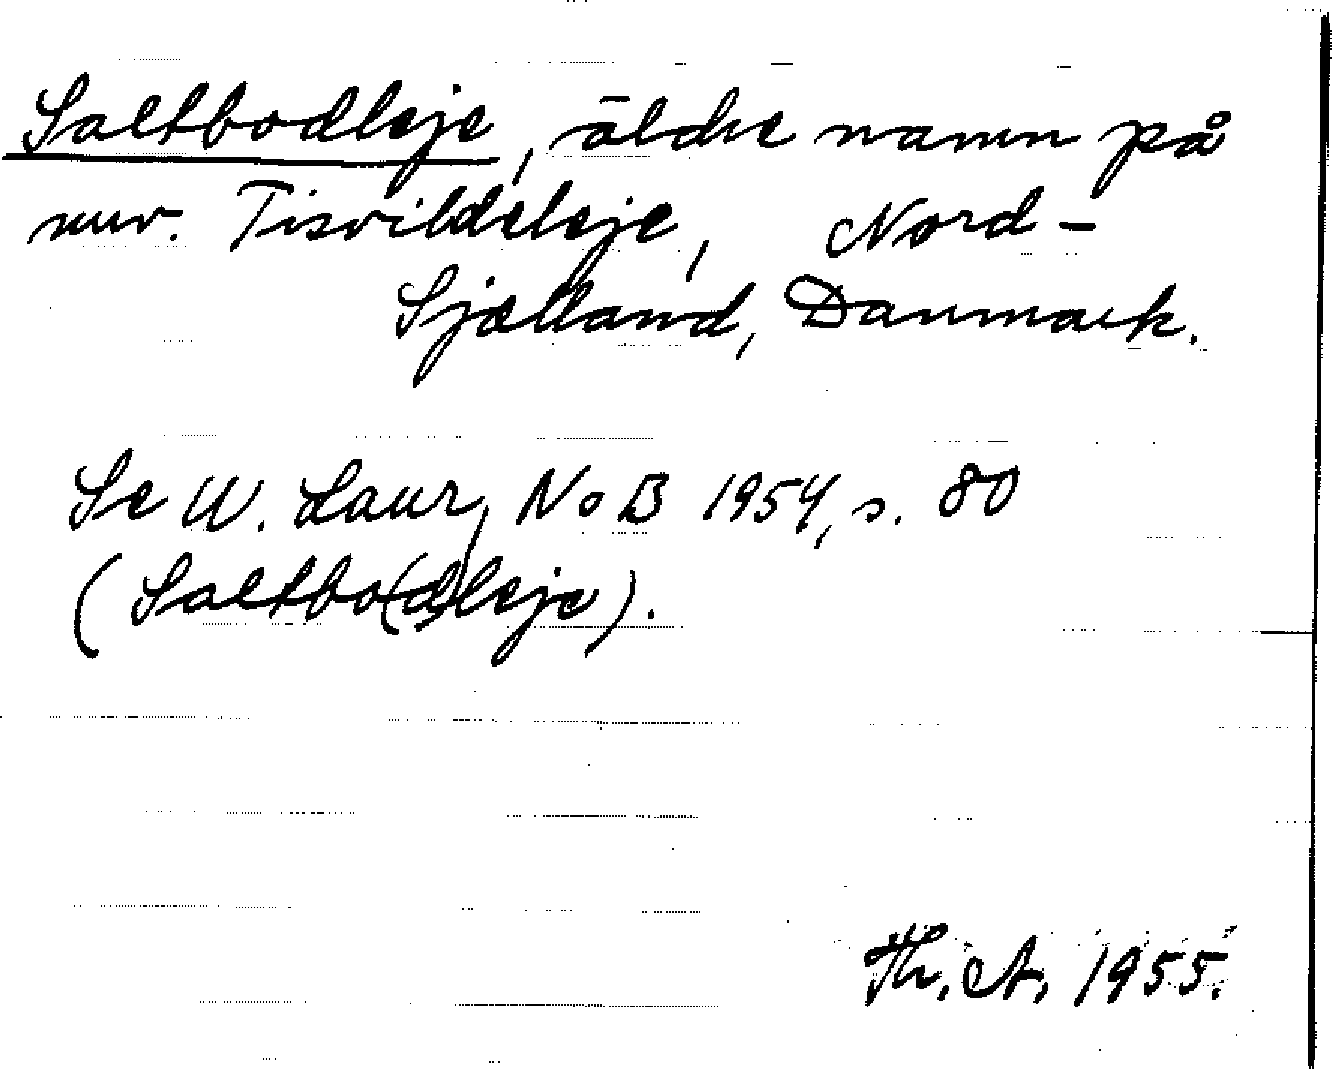 Saltbodleje, äldre namn på
nuv. Tisvildeleje, Nord-
Sjælland, Danmark.
Se W. Laur, NoB 1954, s. 80
(Saltbo(d)leje).
Th. A. 1955.